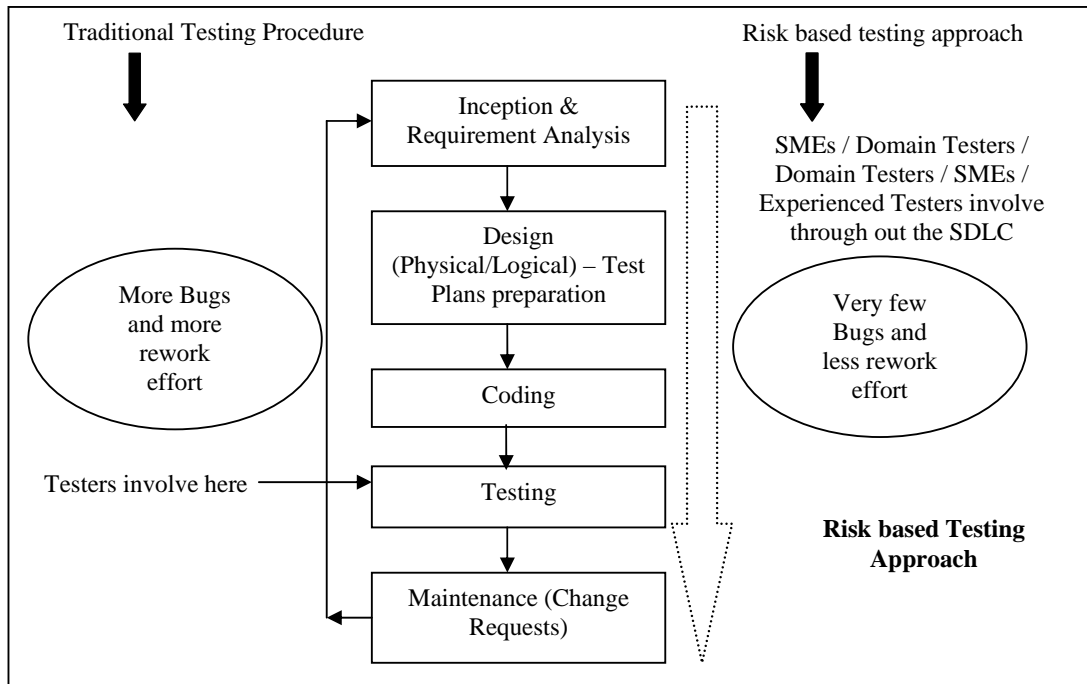 Traditional Testing Procedure
Risk based testing approach
Inception &
Requirement Analysis
SMEs / Domain Testers /
Domain Testers / SMEs /
Experienced Testers involve
through out the SDLC
Design
(Physical/Logical) – Test
Plans preparation
More Bugs
and more
rework
effort
Very few
Bugs and
less rework
effort
Coding
Testers involve here
Testing
Risk based Testing
Approach
Maintenance (Change
Requests)